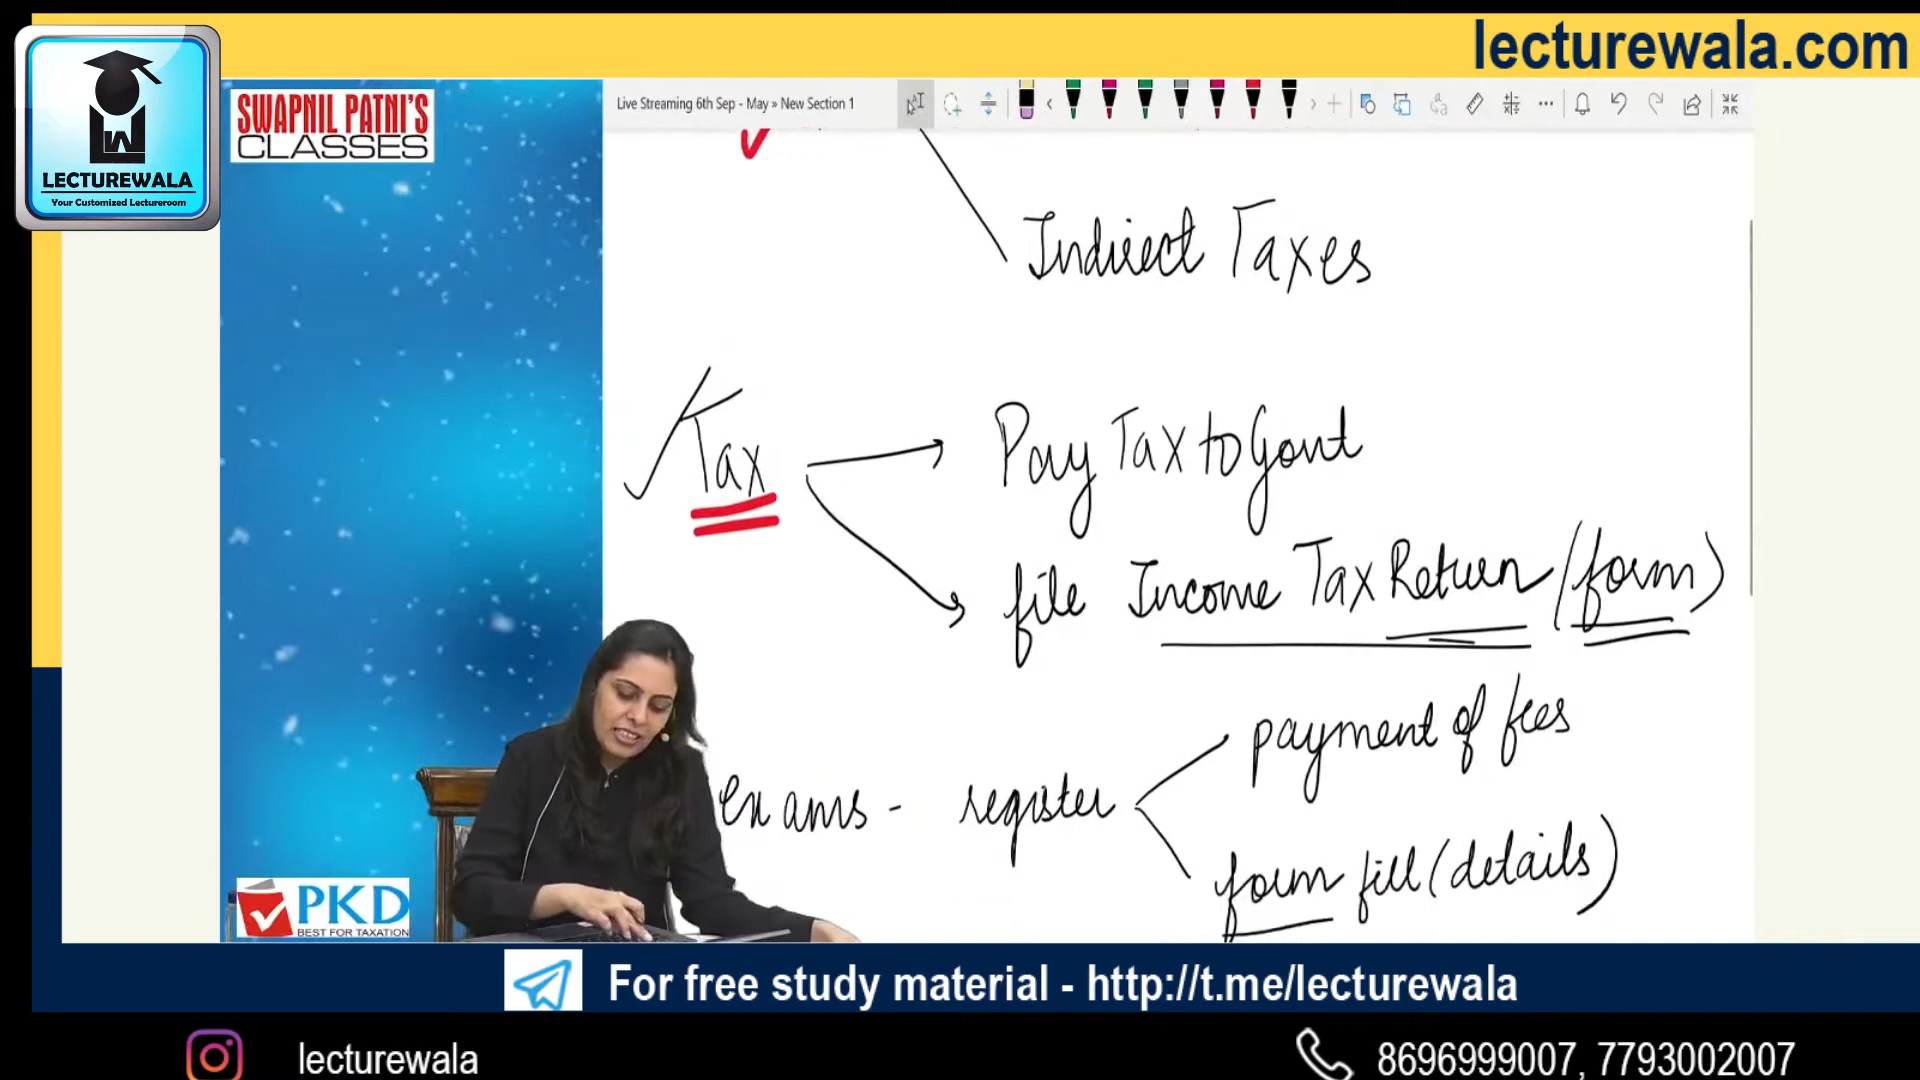 lecturewala.com
LW
LECTUREWALA
Your Customized Lectureroom
SWAPNIL PATNI'S
CLASSES
Live Streaming 6th Sep - May » New Section 1
Indirect Taxes
Tax
Pay Tax to Govt
file Income Tax Return / (form)
exams - register
payment of fees
form fill (details)
PKD
BEST FOR TAXATION
For free study material - http://t.me/lecturewala
lecturewala
8696999007, 7793002007